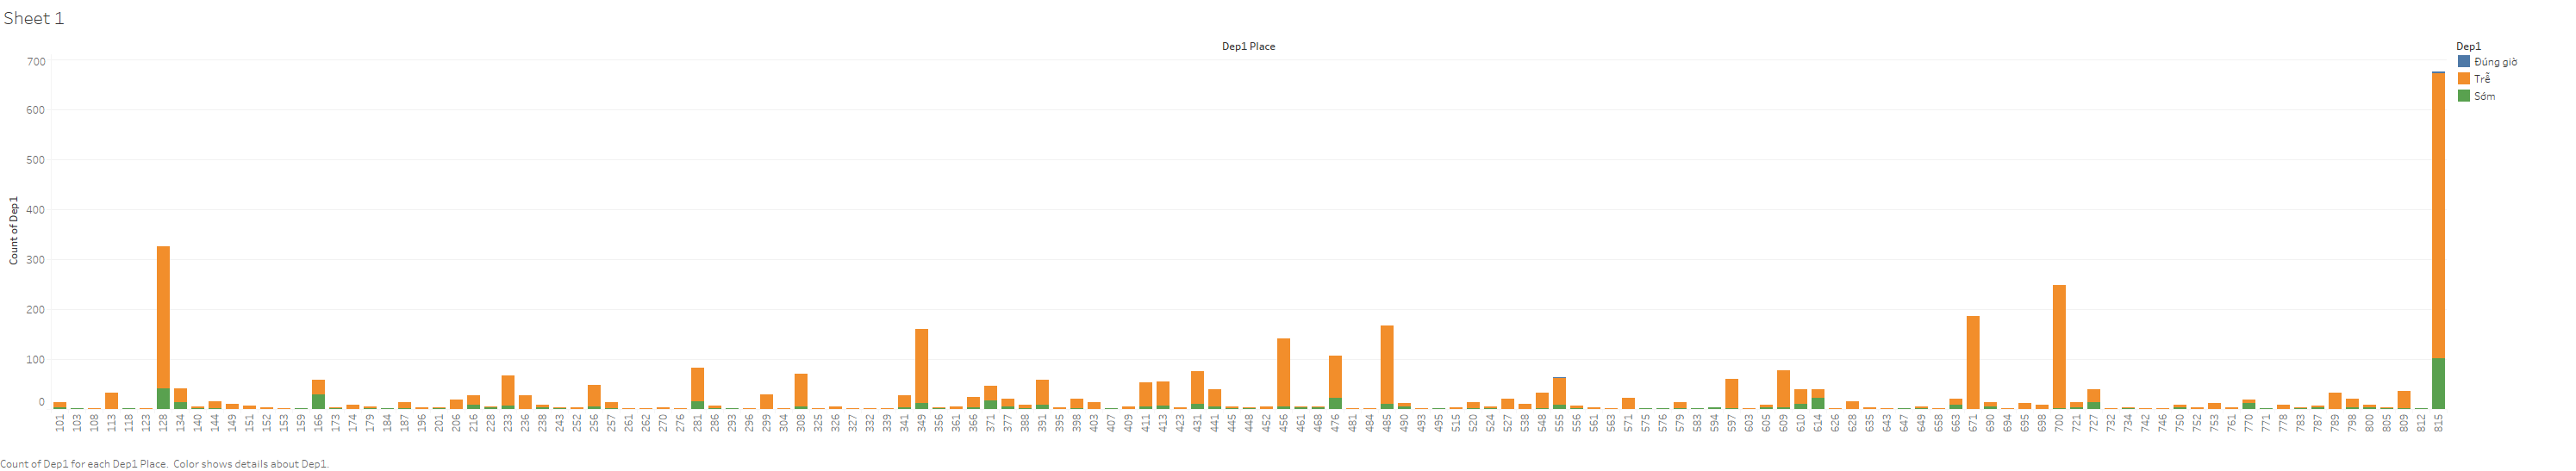 Sheet 1
Dep1 Place
Dep1
Đúng giờ
Trễ
Sớm
Count of Dep1
700
600
500
400
300
200
100
0
101 103 108 113 118 123 128 134 140 144 149 151 152 153 159 166 173 174 179 184 187 196 201 206 216 228 233 236 238 243 252 256 257 261 262 270 276 281 286 293 296 299 304 308 325 326 327 332 339 341 349 356 361 366 371 377 388 391 395 398 403 407 409 411 413 423 431 441 445 448 452 456 461 468 476 481 484 485 490 493 495 515 520 524 527 538 548 555 556 561 563 571 575 576 579 583 594 597 603 605 609 610 614 626 628 635 643 647 649 658 663 671 690 694 695 698 700 721 727 732 734 742 746 750 752 753 761 770 771 778 783 787 789 798 800 805 809 812 815
Count of Dep1 for each Dep1 Place. Color shows details about Dep1.